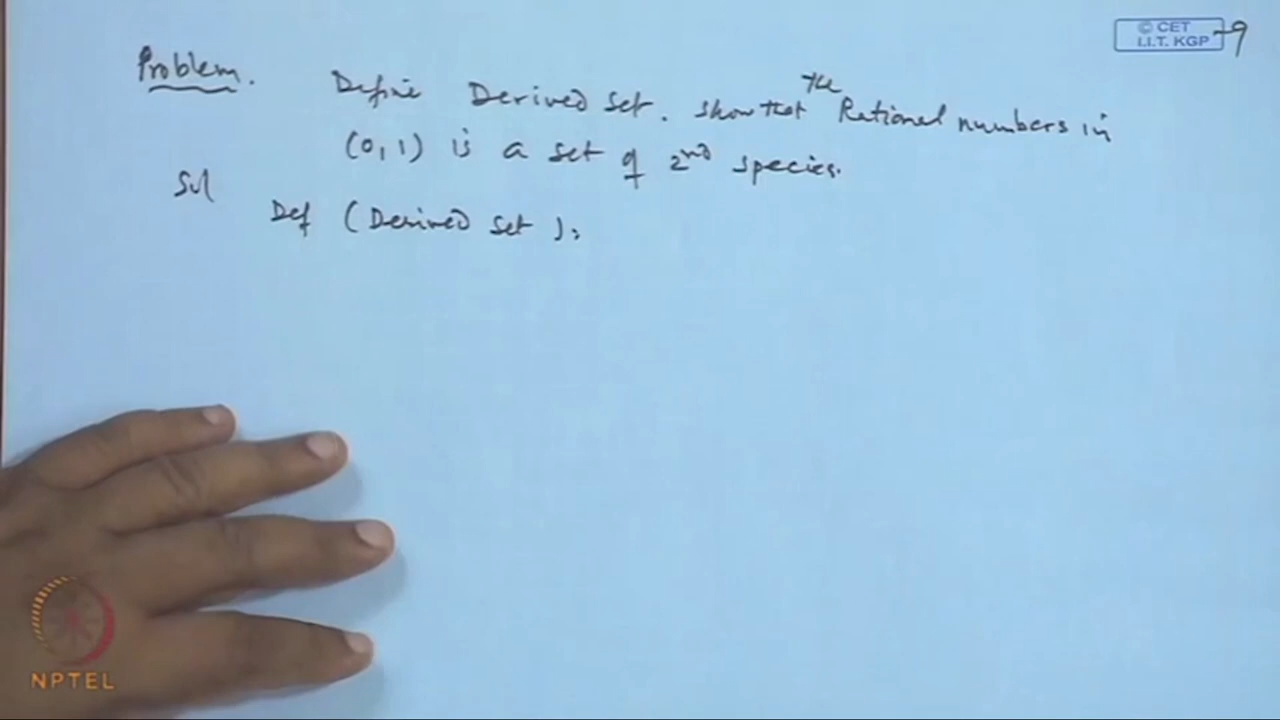 © CET
I.I.T. KGP
-9
Problem. Define Derived Set. Show that the Rational numbers in
(0,1) is a set of 2nd species.
Sol
Def (Derived Set ):
NPTEL